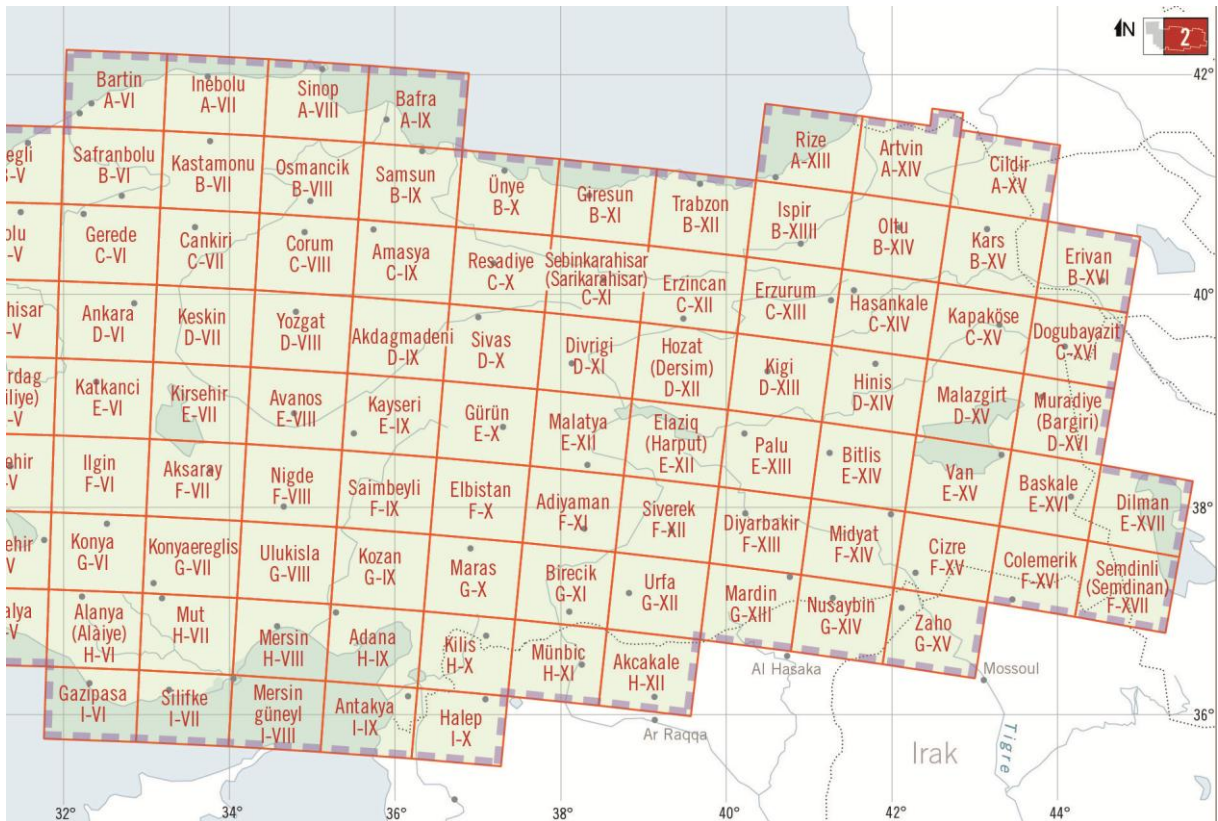 N
2
42°
Bartin
A-VI
Inebolu
A-VII
Sinop
A-VIII
Bafra
A-IX
Rize
A-XIII
Artvin
A-XIV
Cildir
A-XV
egli
B-V
Safranbolu
B-VI
Kastamonu
B-VII
Osmancik
B-VIII
Samsun
B-IX
Ünye
B-X
Giresun
B-XI
Trabzon
B-XII
Ispir
B-XIIII
Oltu
B-XIV
Kars
B-XV
Erivan
B-XVI
olu
-V
Gerede
C-VI
Cankiri
C-VII
Corum
C-VIII
Amasya
C-IX
Resadiye
C-X
Sebinkarahisar
(Sarikarahisar)
C-XI
Erzincan
C-XII
Erzurum
C-XIII
Hasankale
C-XIV
Kapaköse
C-XV
Dogubayazit
C-XVI
40°
hisar
-V
Ankara
D-VI
Keskin
D-VII
Yozgat
D-VIII
Akdagmadeni
D-IX
Sivas
D-X
Divrigi
D-XI
Hozat
(Dersim)
D-XII
Kigi
D-XIII
Hinis
D-XIV
Malazgirt
D-XV
Muradiye
(Bargiri)
D-XVI
rdag
iliye)
-V
Katkanci
E-VI
Kirsehir
E-VII
Avanos
E-VIII
Kayseri
E-IX
Gürün
E-X
Malatya
E-XII
Elaziq
(Harput)
E-XII
Palu
E-XIII
Bitlis
E-XIV
Van
E-XV
Baskale
E-XVI
Dilman
E-XVII
ehir
-V
Ilgin
F-VI
Aksaray
F-VII
Nigde
F-VIII
Saimbeyli
F-IX
Elbistan
F-X
Adiyaman
F-XI
Siverek
F-XII
Diyarbakir
F-XIII
Midyat
F-XIV
Cizre
F-XV
Colemerik
F-XVI
Semdinli
(Semdinan)
F-XVII
38°
ehir
V
Konya
G-VI
Konyaereglis
G-VII
Ulukisla
G-VIII
Kozan
G-IX
Maras
G-X
Birecik
G-XI
Urfa
G-XII
Mardin
G-XIII
Nusaybin
G-XIV
Zaho
G-XV
alya
-V
Alanya
(Alàiye)
H-VI
Mut
H-VII
Mersin
H-VIII
Adana
H-IX
Kilis
H-X
Münbic
H-XI
Akcakale
H-XII
Al Hasaka
Mossoul
Gazipasa
I-VI
Silifke
I-VII
Mersin
güneyl
I-VIII
Antakya
I-IX
Halep
I-X
Ar Raqqa
36°
Irak
Tigre
32°
34°
36°
38°
40°
42°
44°